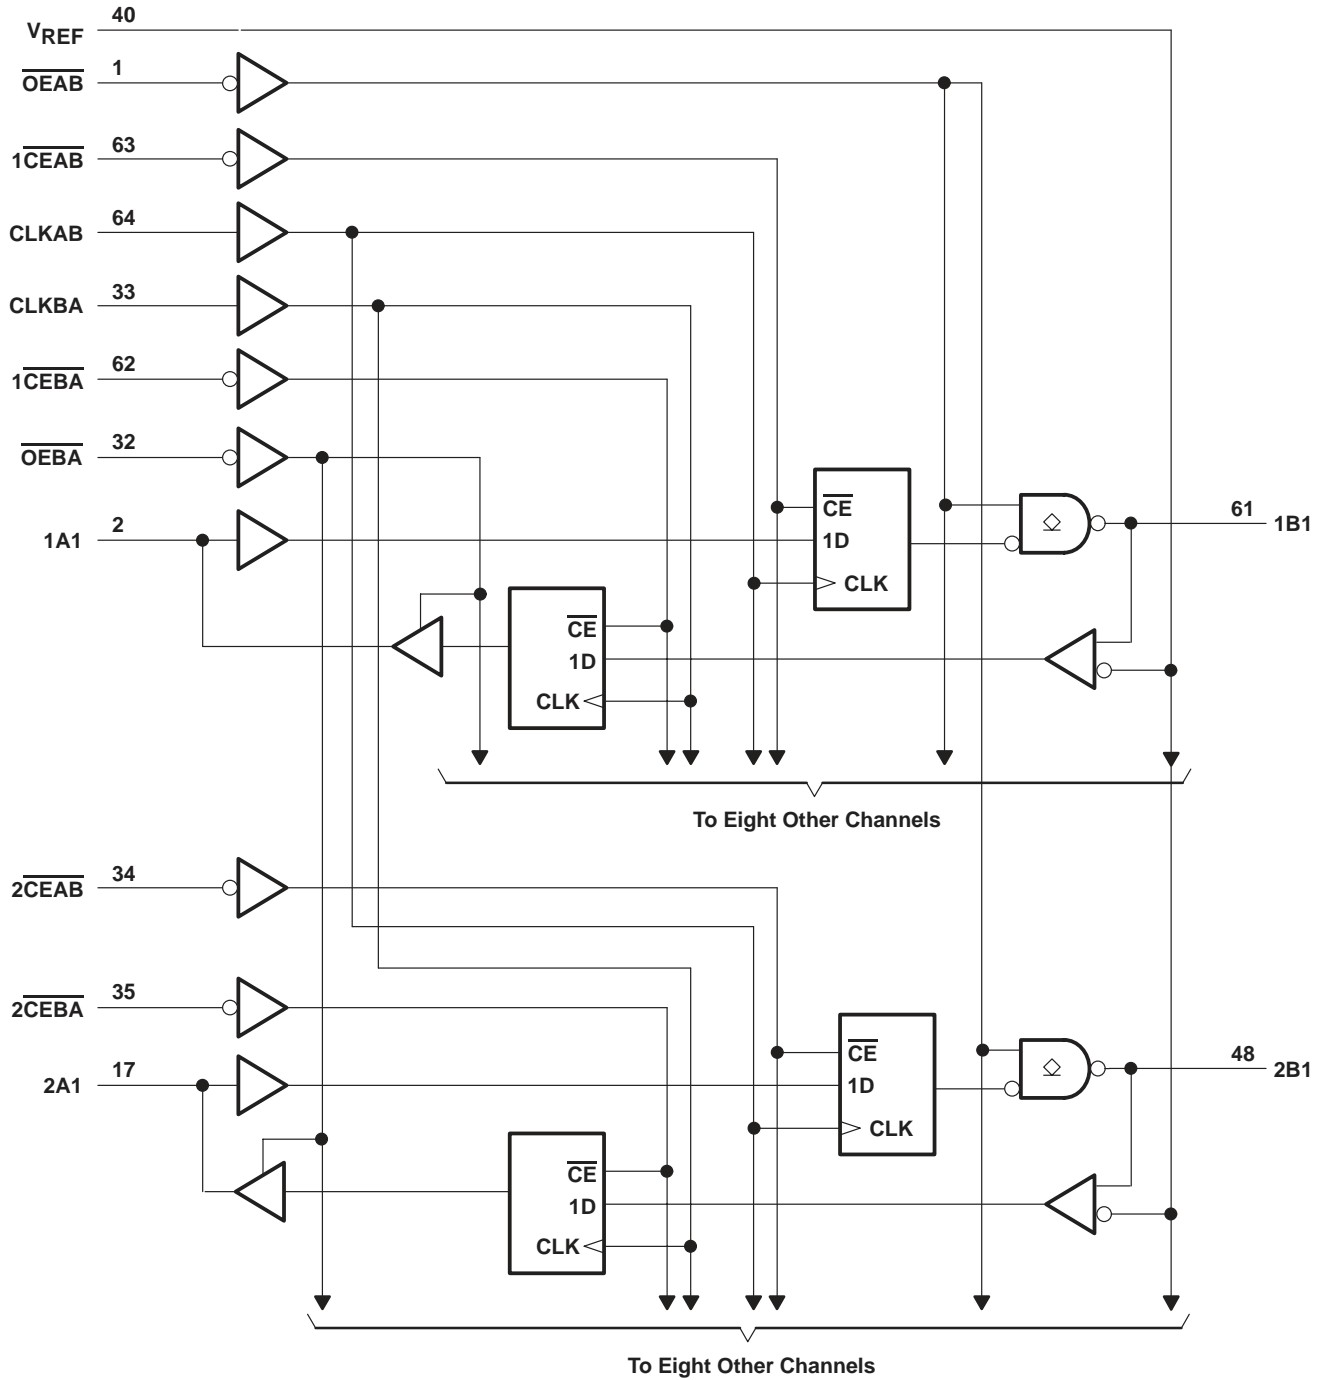 40
VREF
1
OEAB
63
1CEAB
64
CLKAB
33
CLKBA
62
1CEBA
32
OEBA
2
1A1
CE
1D
CLK
61
1B1
CE
1D
CLK
To Eight Other Channels
34
2CEAB
35
2CEBA
17
2A1
CE
1D
CLK
48
2B1
CE
1D
CLK
To Eight Other Channels